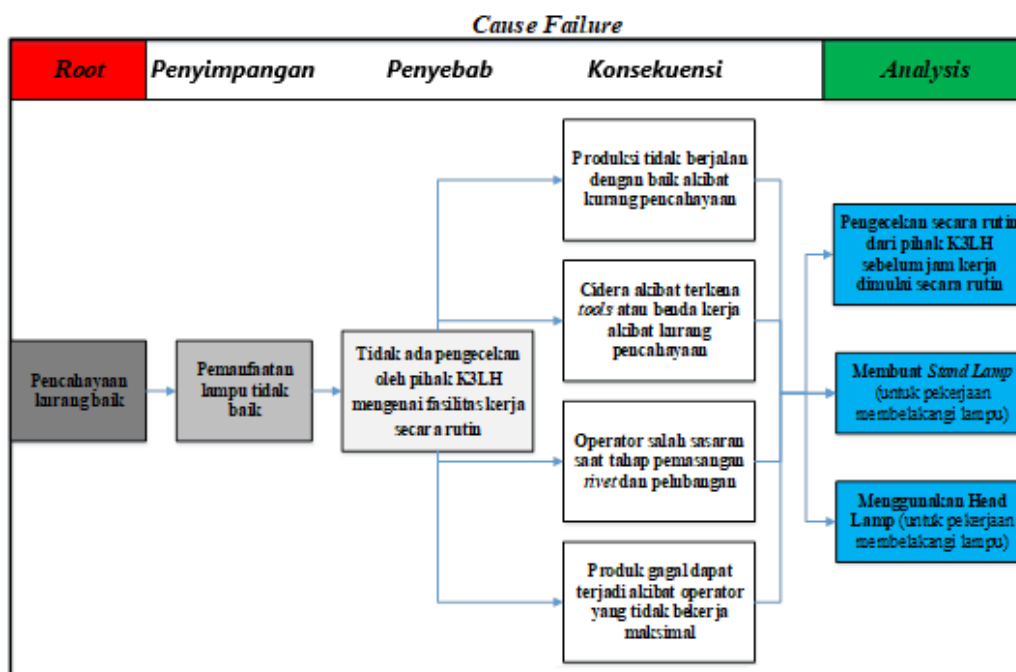 Cause Failure
Root Penyimpangan Penyebab Konsekuensi Analysis
Pencahayaan
kurang baik
Pemanfaatan
lampu tidak
baik
Tidak ada pengecekan
oleh pihak K3LH
mengenai fasilitas kerja
secara rutin
Produksi tidak berjalan
dengan baik akibat
kurang pencahayaan
Cidera akibat terkena
tools atau benda kerja
akibat kurang
pencahayaan
Operator salah sasaran
saat tahap pemasangan
rivet dan pelubangan
Produk gagal dapat
terjadi akibat operator
yang tidak bekerja
maksimal
Pengecekan secara rutin
dari pihak K3LH
sebelum jam kerja
dimulai secara rutin
Membuat Stand Lamp
(untuk pekerjaan
membelakangi lampu)
Menggunakan Head
Lamp (untuk pekerjaan
membelakangi lampu)